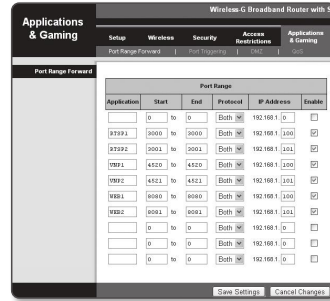 Wireless-G Broadband Router with S
Applications & Gaming
Setup Wireless Security Access Restrictions Applications & Gaming
Port Range Forward | Port Triggering | DMZ | QoS
Port Range Forward
Port Range
Application Start End Protocol IP Address Enable
0 to 0 Both 192.168.1. 0
RTSP1 3000 to 3000 Both 192.168.1. 100
RTSP2 3001 to 3001 Both 192.168.1. 101
VNP1 4520 to 4520 Both 192.168.1. 100
VNP2 4521 to 4521 Both 192.168.1. 101
WEB1 8080 to 8080 Both 192.168.1. 100
WEB2 8081 to 8081 Both 192.168.1. 101
0 to 0 Both 192.168.1. 0
0 to 0 Both 192.168.1. 0
0 to 0 Both 192.168.1. 0
Save Settings Cancel Changes